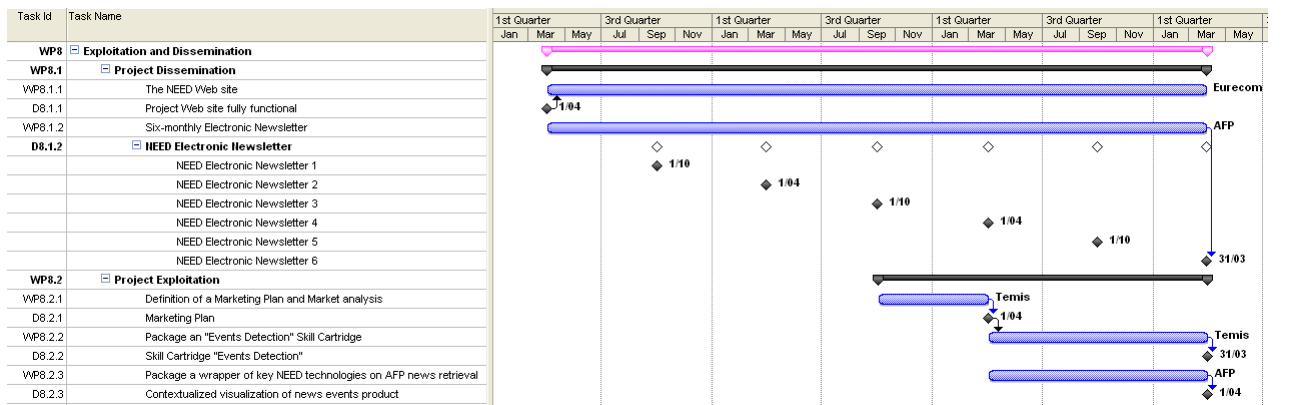 Task Id Task Name 1st Quarter 3rd Quarter 1st Quarter 3rd Quarter 1st Quarter 3rd Quarter 1st Quarter
Jan Mar May Jul Sep Nov Jan Mar May Jul Sep Nov Jan Mar May Jul Sep Nov Jan Mar May
WP8 Exploitation and Dissemination
WP8.1 Project Dissemination
WP8.1.1 The NEED Web site Eurecom
D8.1.1 Project Web site fully functional 1/04
WP8.1.2 Six-monthly Electronic Newsletter AFP
D8.1.2 NEED Electronic Newsletter
NEED Electronic Newsletter 1 1/10
NEED Electronic Newsletter 2 1/04
NEED Electronic Newsletter 3 1/10
NEED Electronic Newsletter 4 1/04
NEED Electronic Newsletter 5 1/10
NEED Electronic Newsletter 6 31/03
WP8.2 Project Exploitation
WP8.2.1 Definition of a Marketing Plan and Market analysis Temis
D8.2.1 Marketing Plan 1/04
WP8.2.2 Package an "Events Detection" Skill Cartridge Temis
D8.2.2 Skill Cartridge "Events Detection" 31/03
WP8.2.3 Package a wrapper of key NEED technologies on AFP news retrieval AFP
D8.2.3 Contextualized visualization of news events product 1/04